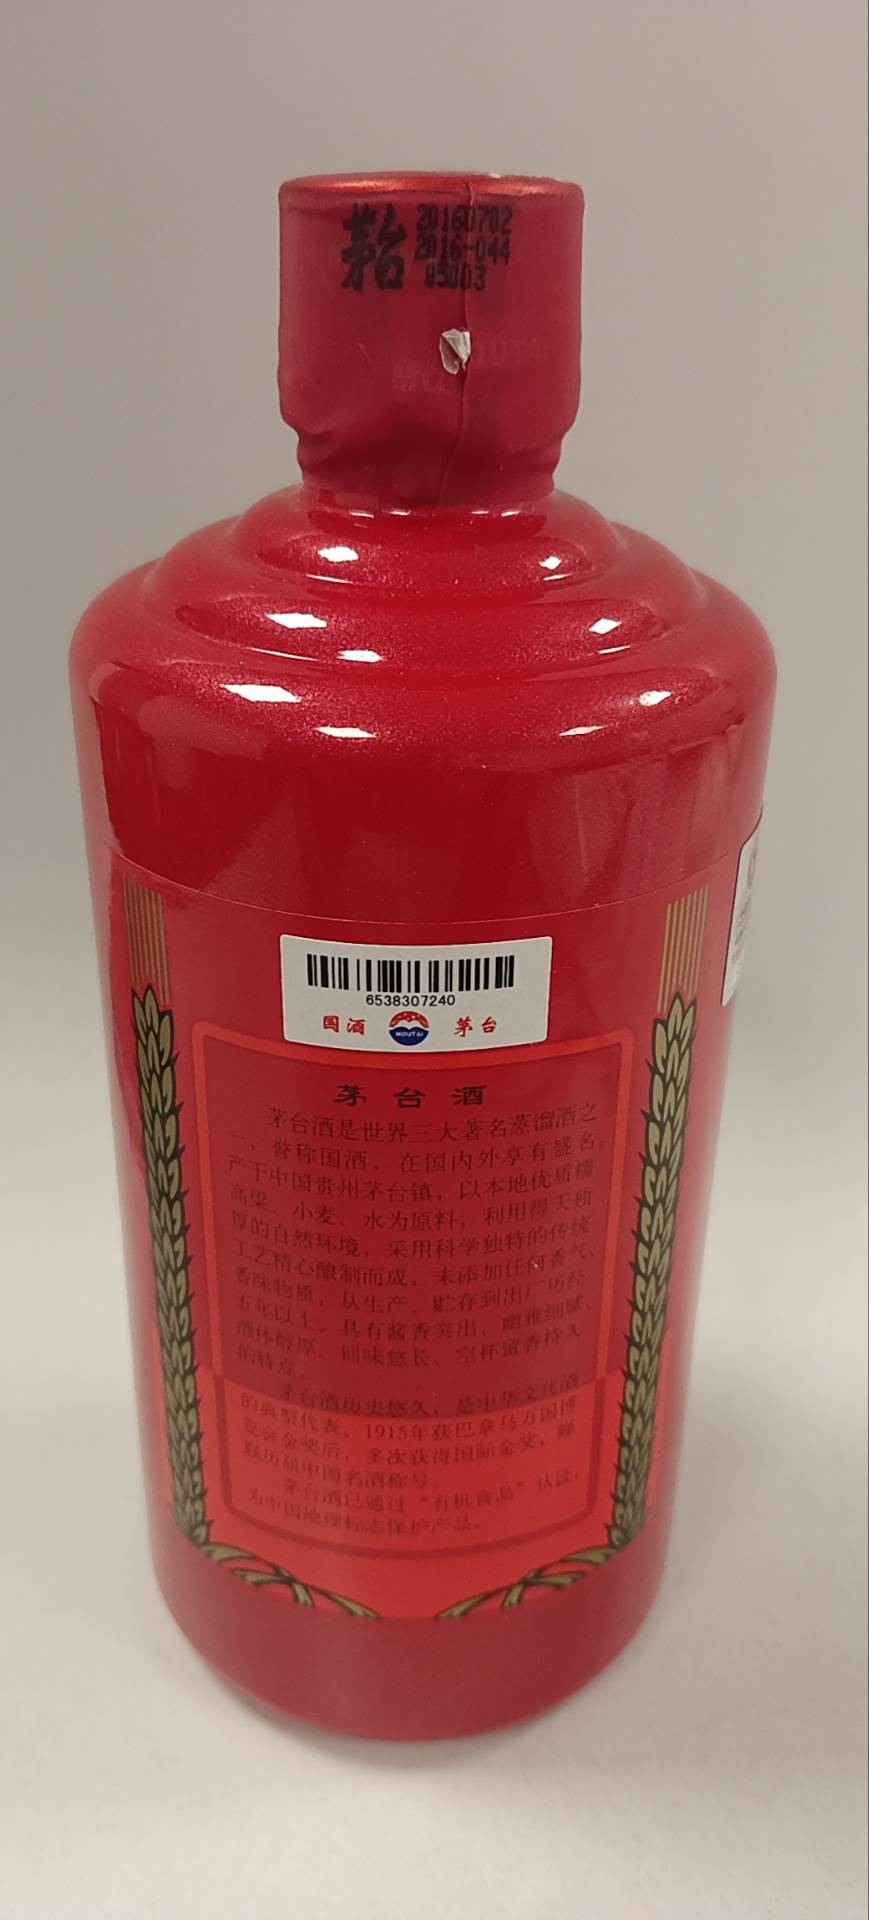 茅台
20160702
2016-044
05003
MOUTAI
6538307240
国酒 MOUTAI 茅台
茅台酒
茅台酒是世界三大著名蒸馏酒之
一，誉称国酒，在国内外享有盛名。
产于中国贵州茅台镇，以本地优质糯
高粱、小麦、水为原料，利用得天独
厚的自然环境，采用科学独特的传统
工艺精心酿制而成，未添加任何香气、
香味物质，从生产、贮存到出厂历经
五年以上。具有酱香突出、幽雅细腻、
酒体醇厚、回味悠长、空杯留香持久
的特点。
茅台酒历史悠久，是中华文化酒
的典型代表。1915年获巴拿马万国博
览会金奖后，多次获得国际金奖，蝉
联历届中国名酒称号。
茅台酒已通过“有机食品”认证，
为中国地理标志保护产品。